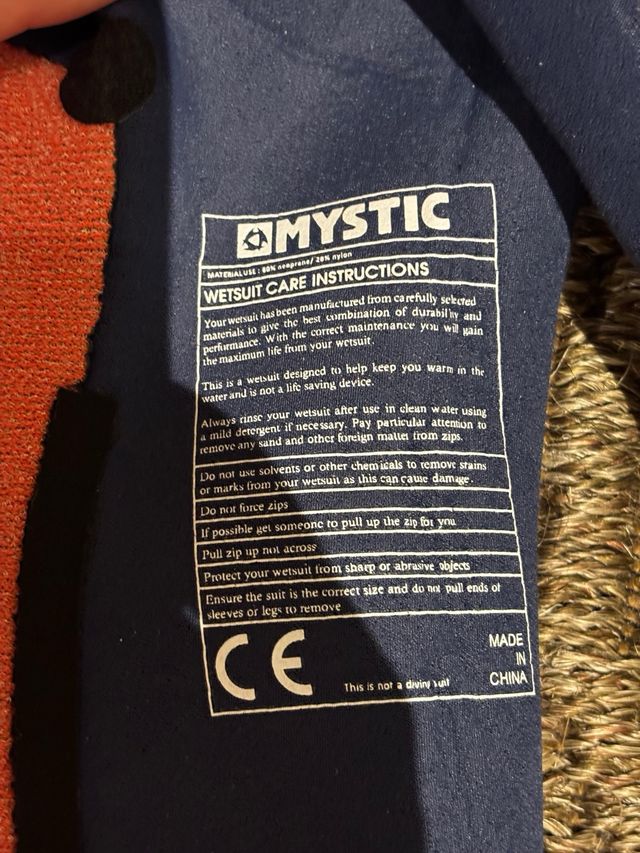 MYSTIC
MATERIAL USE : 80% neoprene/ 20% nylon
WETSUIT CARE INSTRUCTIONS
Your wetsuit has been manufactured from carefully selected
materials to give the best combination of durability and
performance. With the correct maintenance you will gain
the maximum life from your wetsuit.
This is a wetsuit designed to help keep you warm in the
water and is not a life saving device.
Always rinse your wetsuit after use in clean water using
a mild detergent if necessary. Pay particular attention to
remove any sand and other foreign matter from zips.
Do not use solvents or other chemicals to remove stains
or marks from your wetsuit as this can cause damage.
Do not force zips
If possible get someone to pull up the zip for you
Pull zip up not across
Protect your wetsuit from sharp or abrasive objects
Ensure the suit is the correct size and do not pull ends of
sleeves or legs to remove
CE
This is not a diving suit
MADE
IN
CHINA